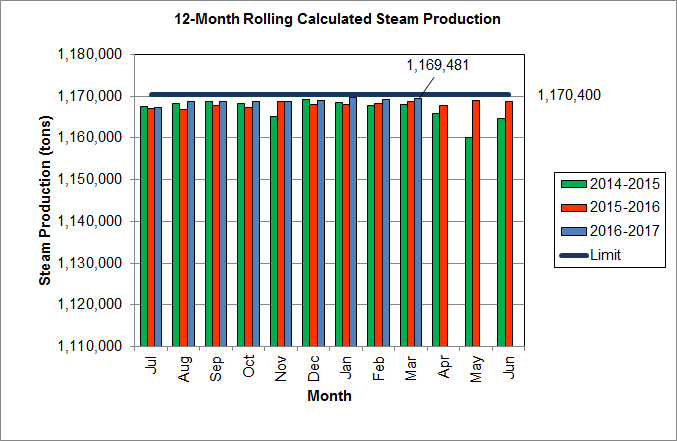 12-Month Rolling Calculated Steam Production
1,180,000
1,170,000
1,160,000
1,150,000
1,140,000
1,130,000
1,120,000
1,110,000
Steam Production (tons)
1,169,481
1,170,400
2014-2015
2015-2016
2016-2017
Limit
Jul
Aug
Sep
Oct
Nov
Dec
Jan
Feb
Mar
Apr
May
Jun
Month